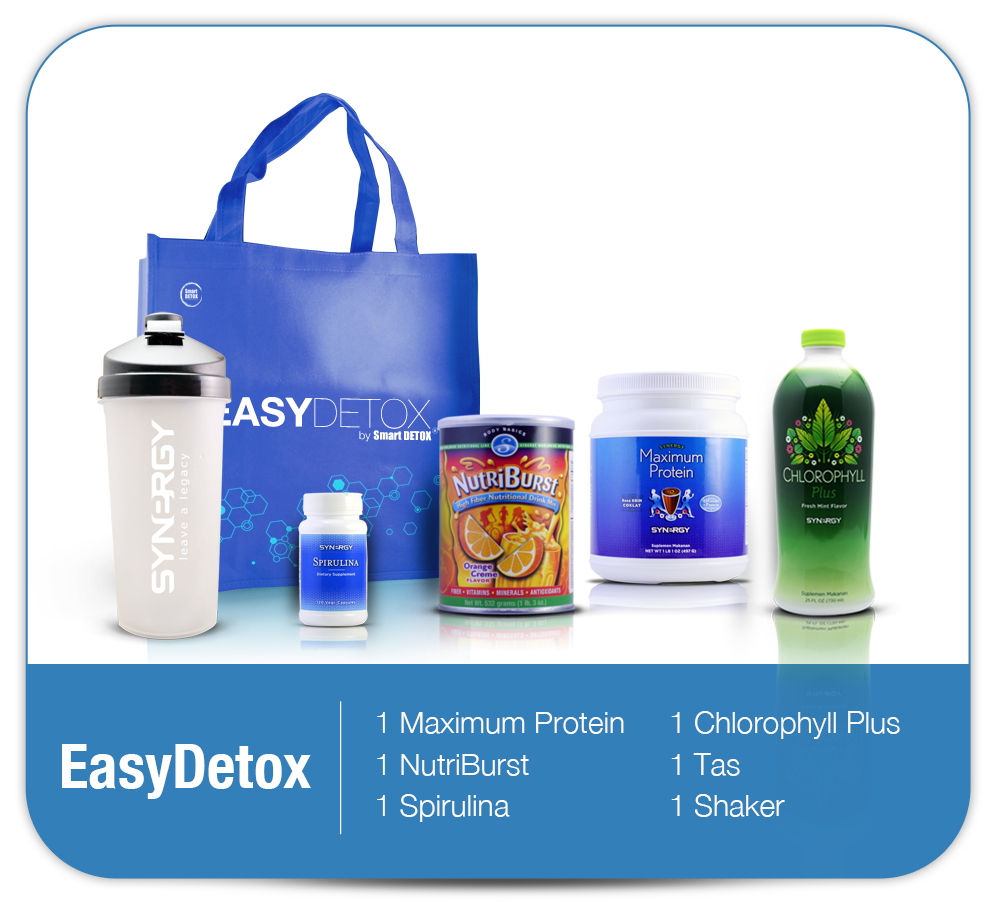 Smart
DETOX
EASYDETOX
by Smart DETOX
SYNERGY
leave a legacy
SYNERGY
SPIRULINA
Dietary Supplement
BODY BASICS
NUTRIBURST
High Fiber Nutritional Drink Mix
Orange
Creme
FLAVOR
FIBER • VITAMINS • MINERALS • ANTIOXIDANTS
Net Wt. 532 grams (1 lb. 3 oz.)
SYNERGY
Maximum
Protein
Rasa
COKLAT
SYNERGY
Suplemen Makanan
NET WT 1 LB 1 OZ (487 G)
CHLOROPHYLL
Plus
Fresh Mint Flavor
SYNERGY
Suplemen Makanan
25 FL OZ (730 ml)
EasyDetox
1 Maximum Protein
1 NutriBurst
1 Spirulina
1 Chlorophyll Plus
1 Tas
1 Shaker